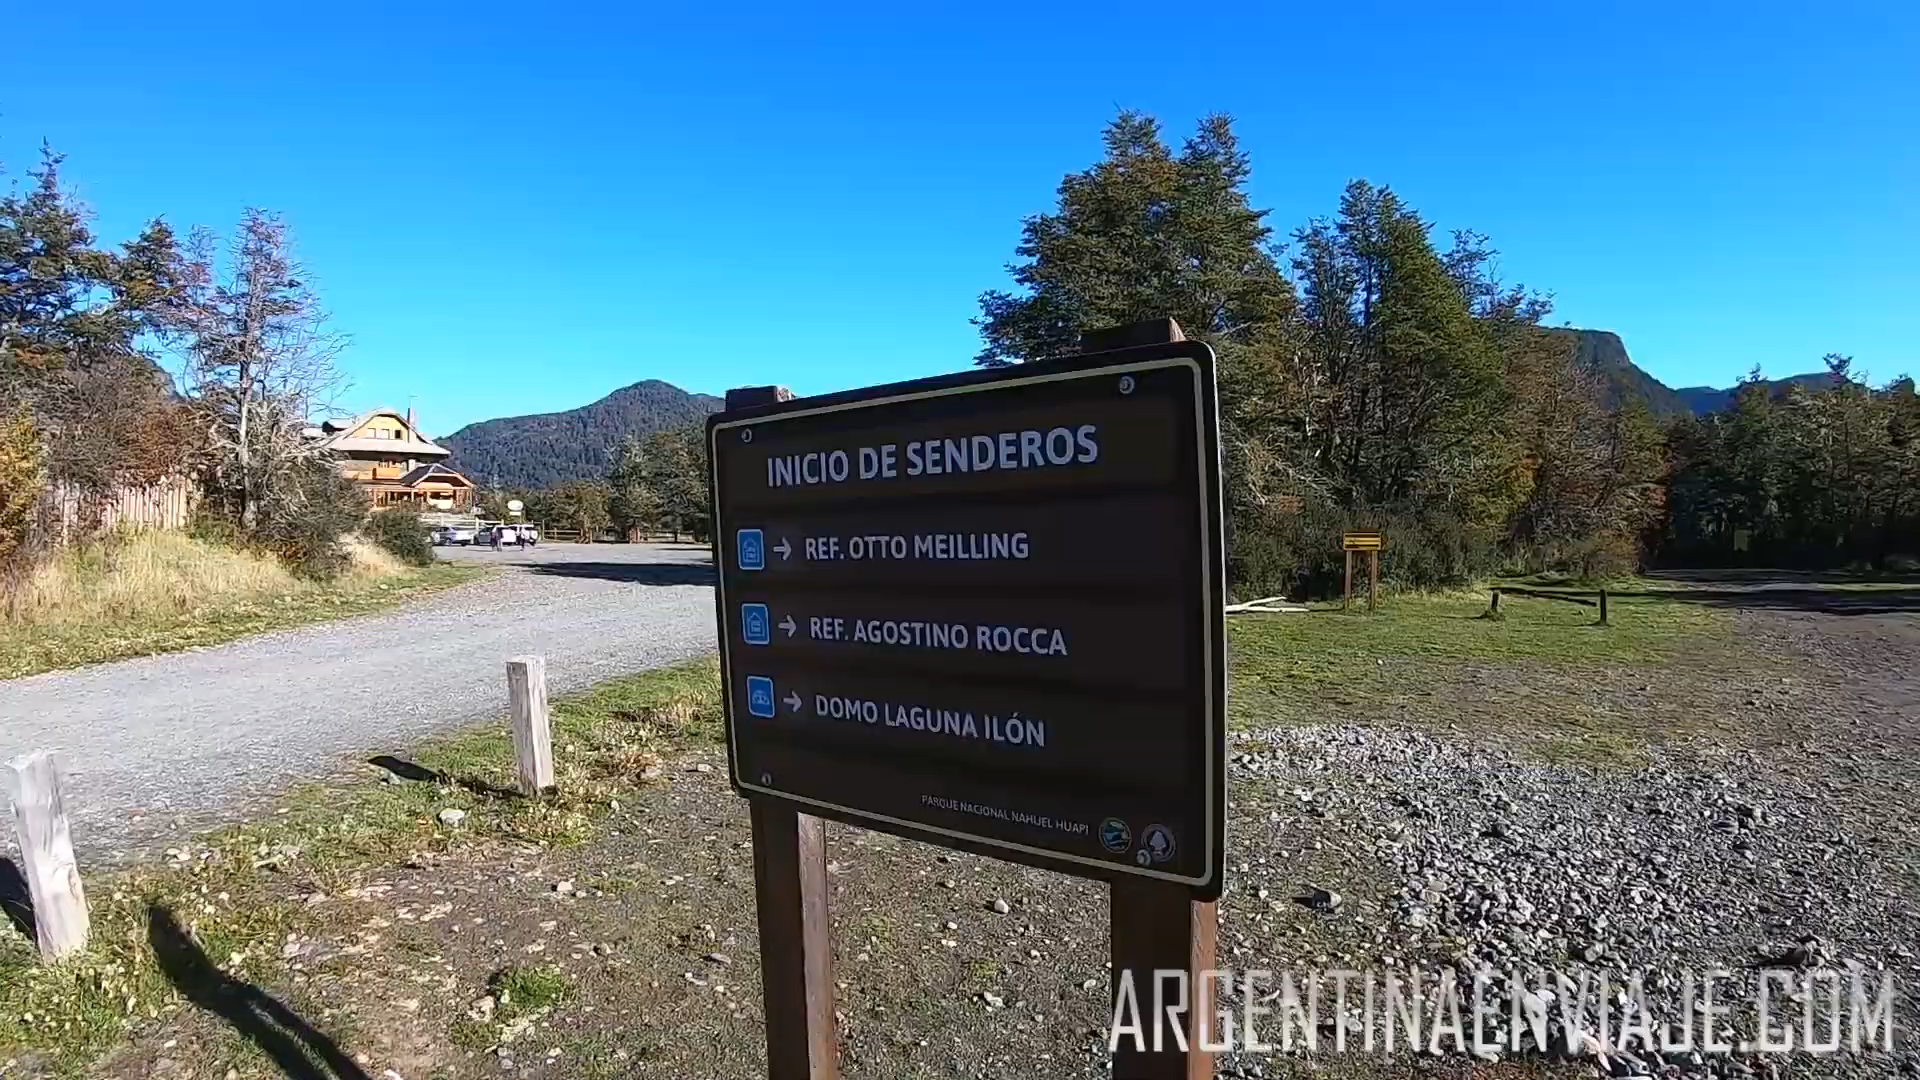 INICIO DE SENDEROS
→ REF. OTTO MEILLING
→ REF. AGOSTINO ROCCA
→ DOMO LAGUNA ILÓN
PARQUE NACIONAL NAHUEL HUAPI
ARGENTINAENVIAJE.COM